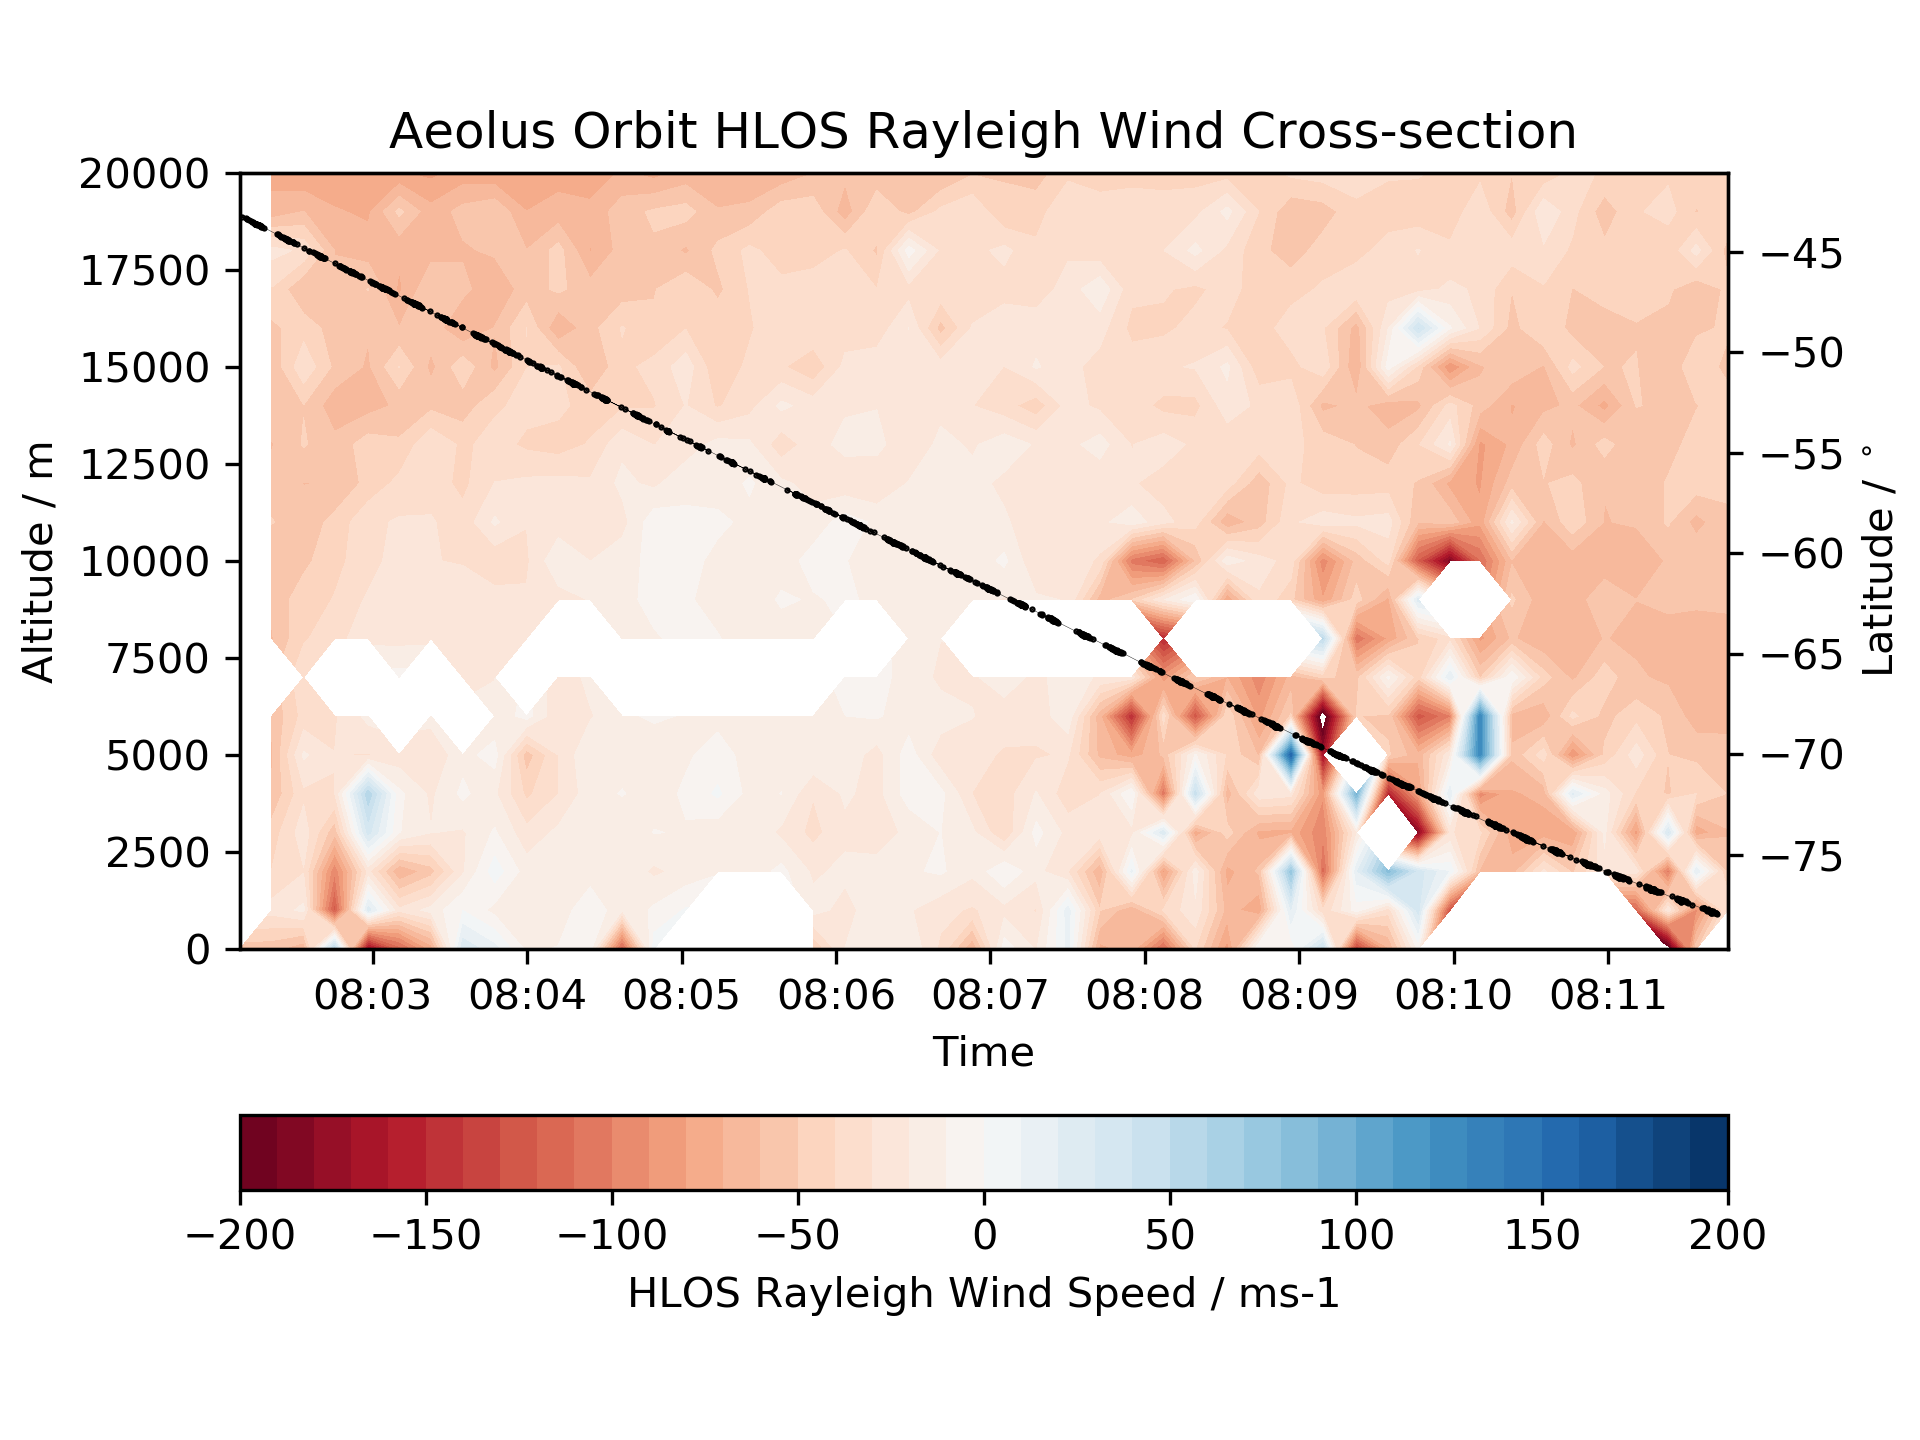 Aeolus Orbit HLOS Rayleigh Wind Cross-section
20000
17500
15000
12500
10000
7500
5000
2500
0
Altitude / m
−45
−50
−55
−60
−65
−70
−75
Latitude / °
08:03 08:04 08:05 08:06 08:07 08:08 08:09 08:10 08:11
Time
−200 −150 −100 −50 0 50 100 150 200
HLOS Rayleigh Wind Speed / ms-1